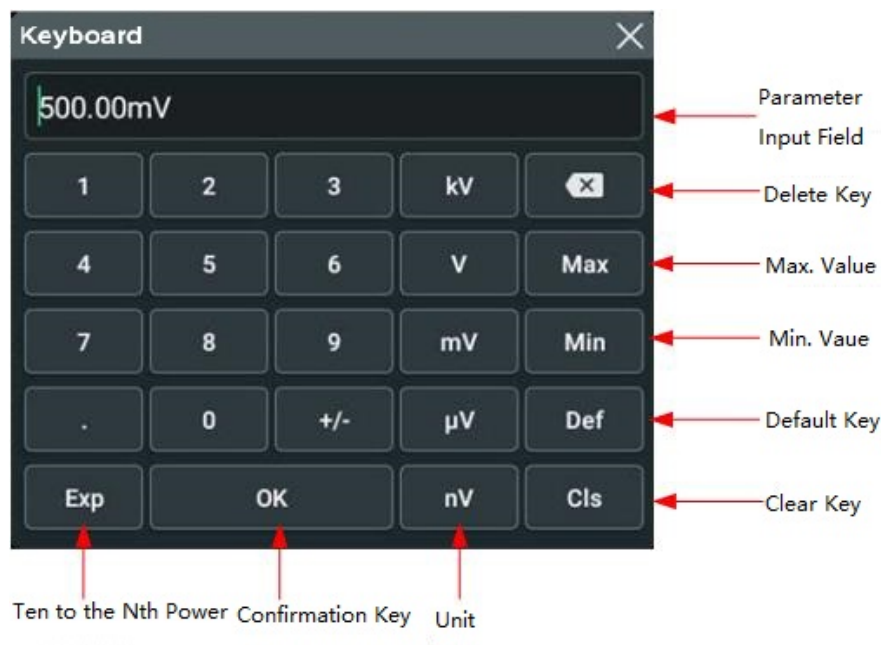 Keyboard
500.00mV
Parameter
Input Field
1 2 3 kV
Delete Key
4 5 6 V Max
Max. Value
7 8 9 mV Min
Min. Vaue
. 0 +/- µV Def
Default Key
Exp OK nV Cls
Clear Key
Ten to the Nth Power Confirmation Key Unit